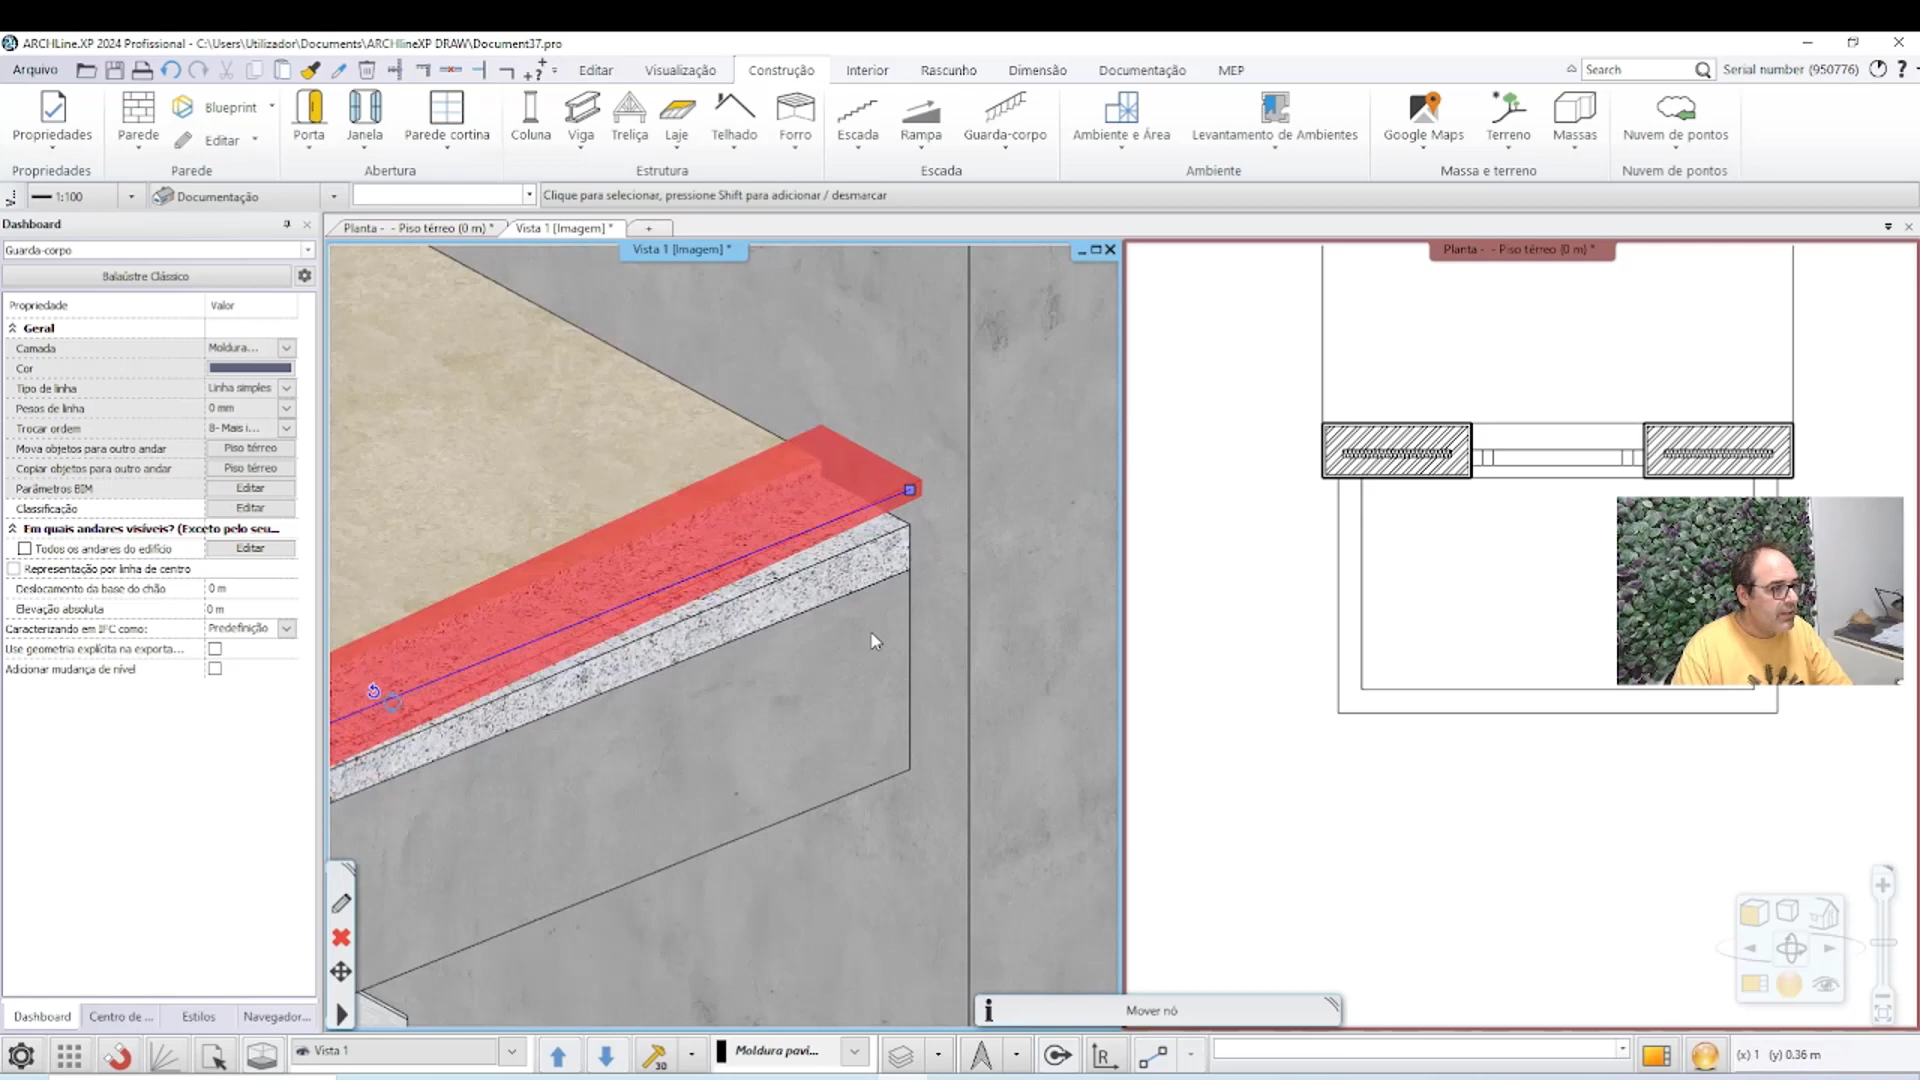 ARCHLine.XP 2024 Profissional - C:\Users\Utilizador\Documents\ARCHlineXP DRAW\Document37.pro
Arquivo
Editar
Visualização
Construção
Interior
Rascunho
Dimensão
Documentação
MEP
Search
Serial number (950776)
Propriedades
Parede
Blueprint
Editar
Porta
Janela
Parede cortina
Coluna
Viga
Treliça
Laje
Telhado
Forro
Escada
Rampa
Guarda-corpo
Ambiente e Área
Levantamento de Ambientes
Google Maps
Terreno
Massas
Nuvem de pontos
Propriedades
Parede
Abertura
Estrutura
Escada
Ambiente
Massa e terreno
Nuvem de pontos
1:100
Documentação
Clique para selecionar, pressione Shift para adicionar / desmarcar
Dashboard
Planta - - Piso térreo (0 m) *
Vista 1 [Imagem] *
+
Guarda-corpo
Vista 1 [Imagem] *
Planta - - Piso térreo (0 m) *
Balaústre Clássico
Propriedade Valor
Geral
Camada Moldura...
Cor
Tipo de linha Linha simples
Pesos de linha 0 mm
Trocar ordem 8- Mais i...
Mova objetos para outro andar Piso térreo
Copiar objetos para outro andar Piso térreo
Parâmetros BIM Editar
Classificação Editar
Em quais andares visíveis? (Exceto pelo seu...
Todos os andares do edifício Editar
Representação por linha de centro
Deslocamento da base do chão 0 m
Elevação absoluta 0 m
Caracterizando em IFC como: Predefinição
Use geometria explícita na exporta...
Adicionar mudança de nível
Mover nó
Dashboard
Centro de ...
Estilos
Navegador...
Vista 1
30
Moldura pavi...
R
(x) 1 (y) 0.36 m